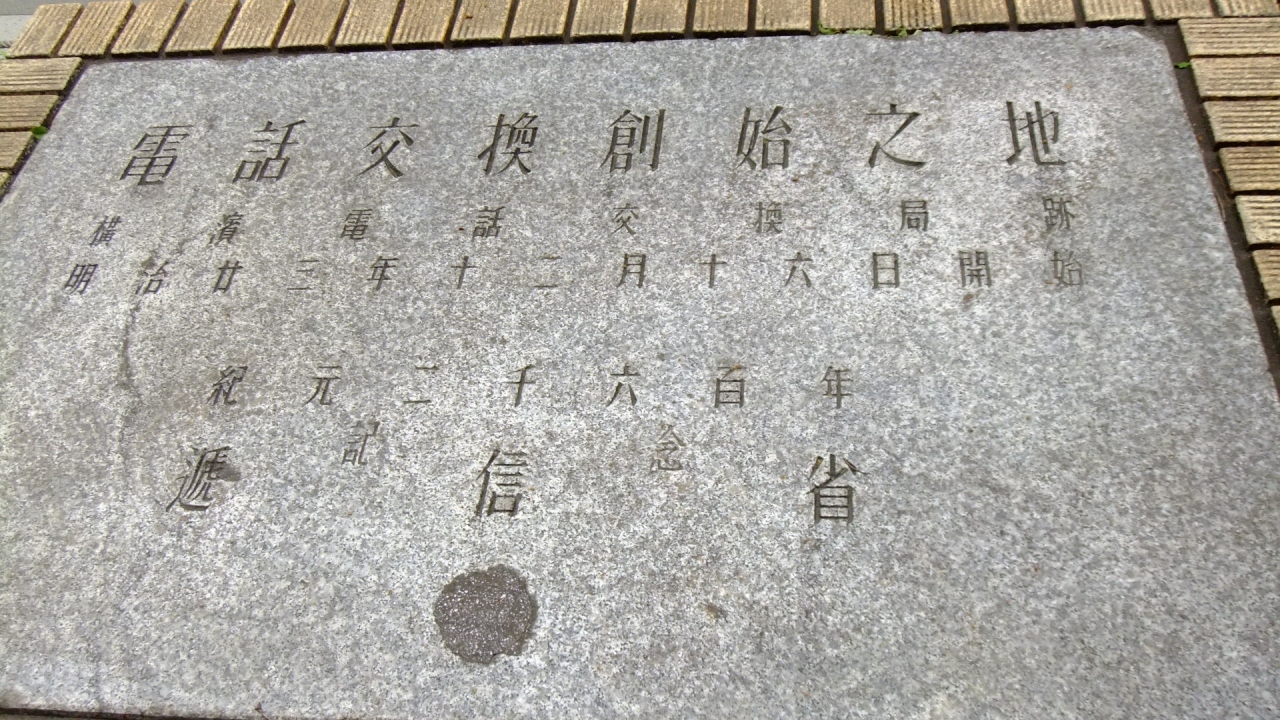 電話交換創始之地
横濱電話交換局跡
明治廿三年十二月十六日開始
紀元二千六百年
記念
遞信省